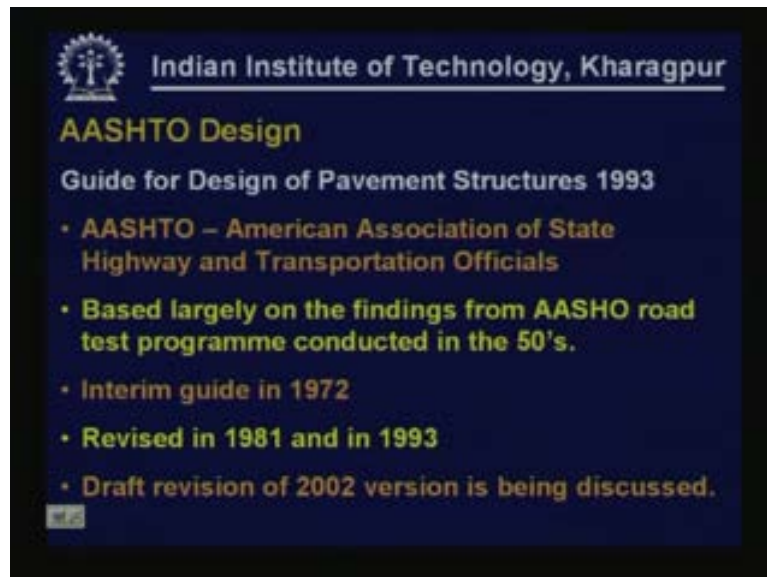 Indian Institute of Technology, Kharagpur
AASHTO Design
Guide for Design of Pavement Structures 1993
• AASHTO – American Association of State
Highway and Transportation Officials
• Based largely on the findings from AASHO road
test programme conducted in the 50's.
• Interim guide in 1972
• Revised in 1981 and in 1993
• Draft revision of 2002 version is being discussed.